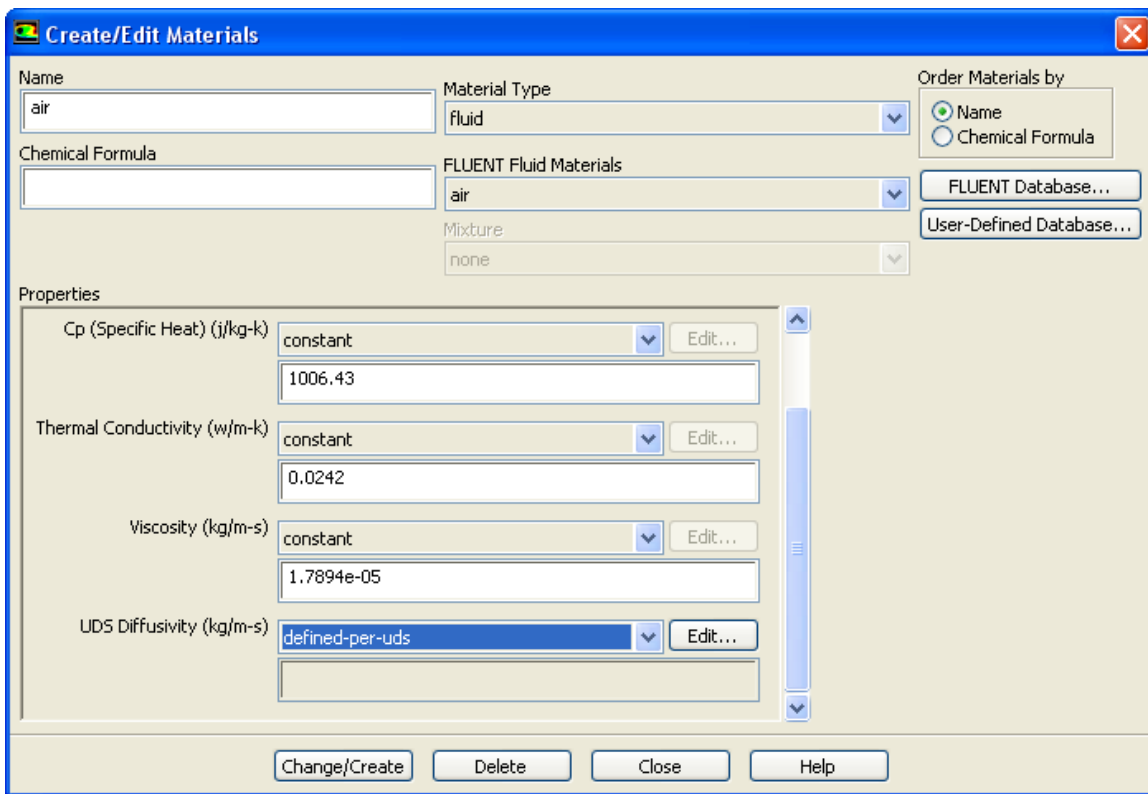 Create/Edit Materials
Name
air
Chemical Formula
Material Type
fluid
FLUENT Fluid Materials
air
Mixture
none
Order Materials by
Name
Chemical Formula
FLUENT Database...
User-Defined Database...
Properties
Cp (Specific Heat) (j/kg-k)
constant
Edit...
1006.43
Thermal Conductivity (w/m-k)
constant
Edit...
0.0242
Viscosity (kg/m-s)
constant
Edit...
1.7894e-05
UDS Diffusivity (kg/m-s)
defined-per-uds
Edit...
Change/Create
Delete
Close
Help